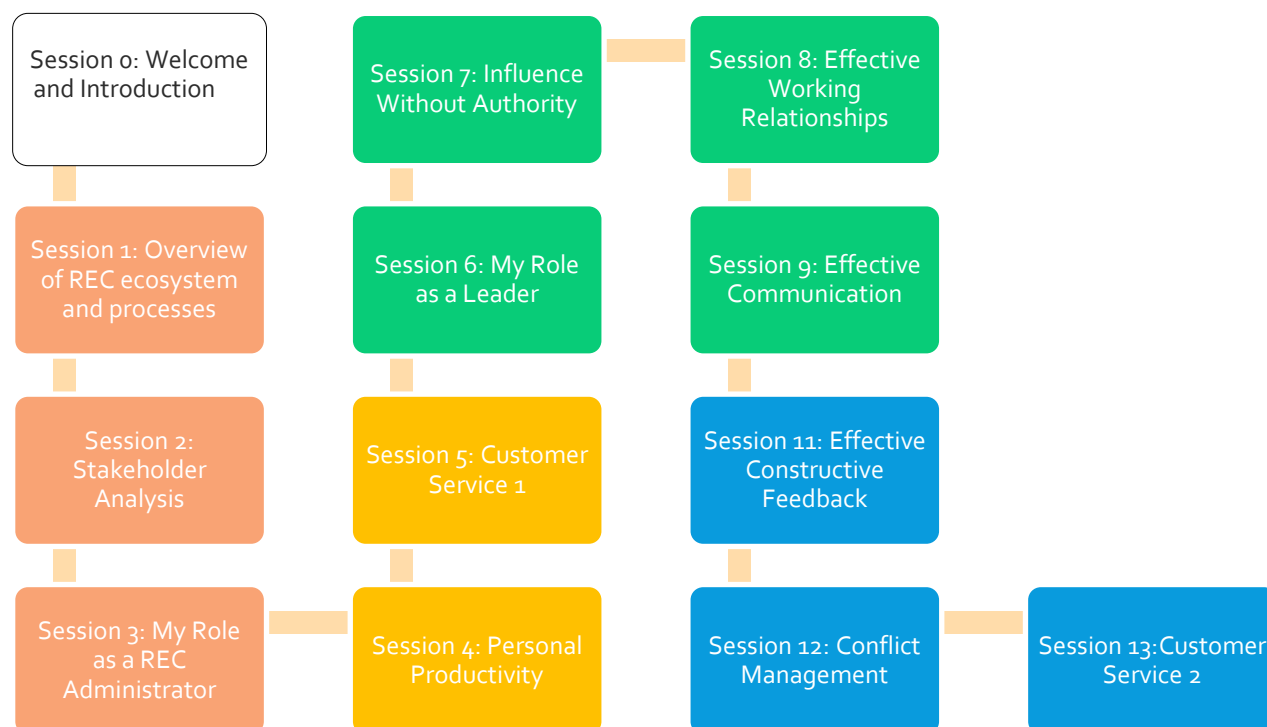 Session 0: Welcome
and Introduction
Session 1: Overview
of REC ecosystem
and processes
Session 2:
Stakeholder
Analysis
Session 3: My Role
as a REC
Administrator
Session 4: Personal
Productivity
Session 5: Customer
Service 1
Session 6: My Role
as a Leader
Session 7: Influence
Without Authority
Session 8: Effective
Working
Relationships
Session 9: Effective
Communication
Session 11: Effective
Constructive
Feedback
Session 12: Conflict
Management
Session 13:Customer
Service 2